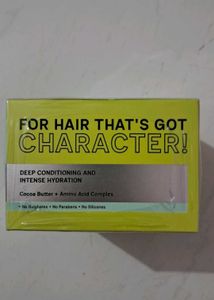 FOR HAIR THAT'S GOT
CHARACTER!
DEEP CONDITIONING AND
INTENSE HYDRATION
Cocoa Butter + Amino Acid Complex
• No Sulphates • No Parabens • No Silicones